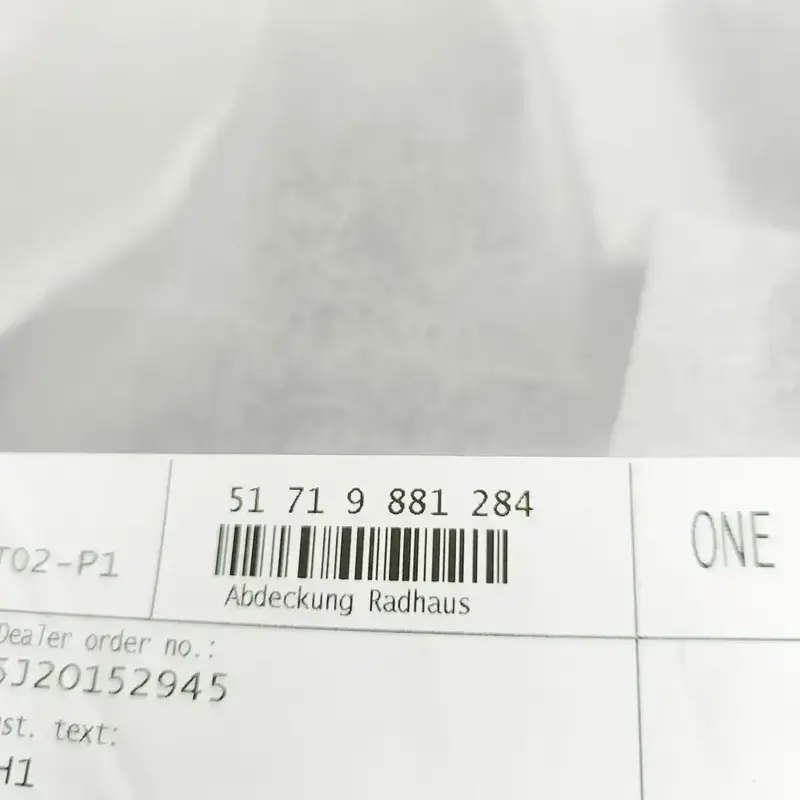 51 71 9 881 284
ONE
T02-P1
Abdeckung Radhaus
Dealer order no.:
5J20152945
st. text:
H1